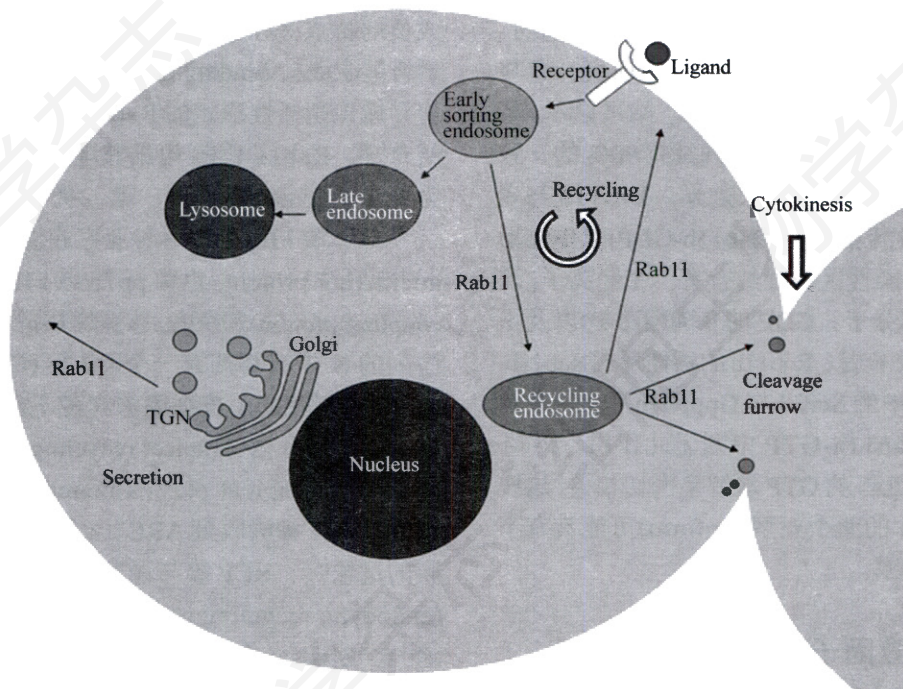 Receptor
Ligand
Early
sorting
endosome
Late
endosome
Lysosome
Recycling
Cytokinesis
Rab11
Rab11
Rab11
Golgi
TGN
Secretion
Nucleus
Recycling
endosome
Rab11
Cleavage
furrow